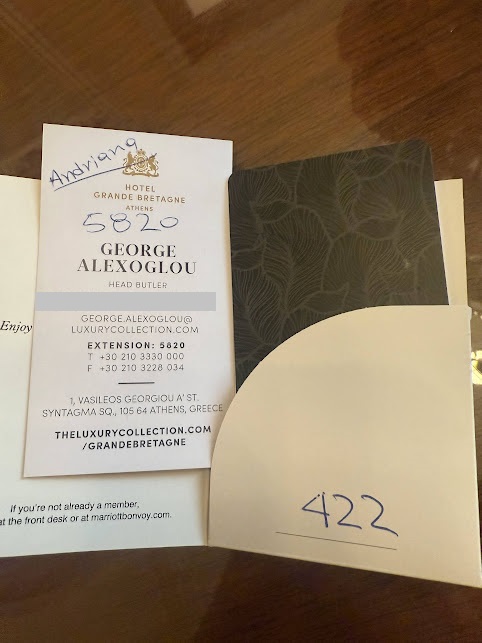 Andriana
HOTEL
GRANDE BRETAGNE
ATHENS
5820
GEORGE
ALEXOGLOU
HEAD BUTLER
GEORGE.ALEXOGLOU@
LUXURYCOLLECTION.COM
EXTENSION: 5820
T +30 210 3330 000
F +30 210 3228 034
1, VASILEOS GEORGIOU A' ST.
SYNTAGMA SQ., 105 64 ATHENS, GREECE
THELUXURYCOLLECTION.COM
/GRANDEBRETAGNE
Enjoy
If you're not already a member,
at the front desk or at marriottbonvoy.com.
422